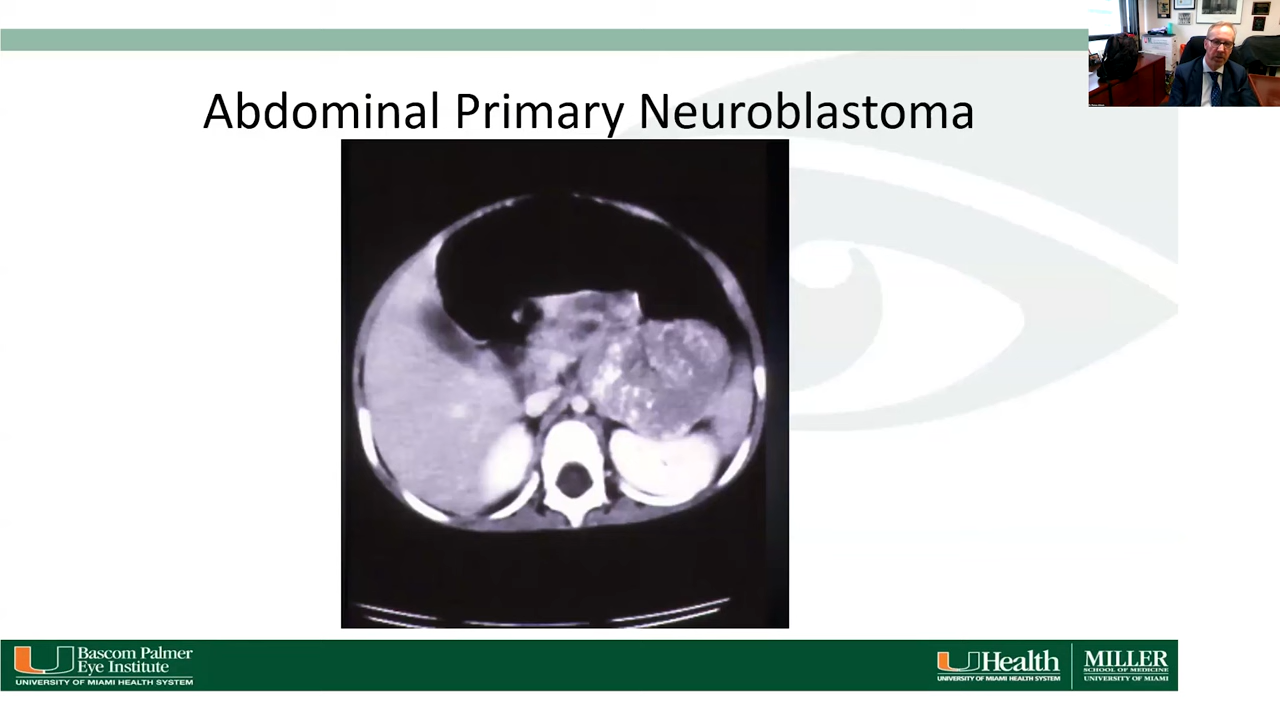 Abdominal Primary Neuroblastoma
Bascom Palmer
Eye Institute
UNIVERSITY OF MIAMI HEALTH SYSTEM
UHealth
UNIVERSITY OF MIAMI HEALTH SYSTEM
MILLER
SCHOOL OF MEDICINE
UNIVERSITY OF MIAMI